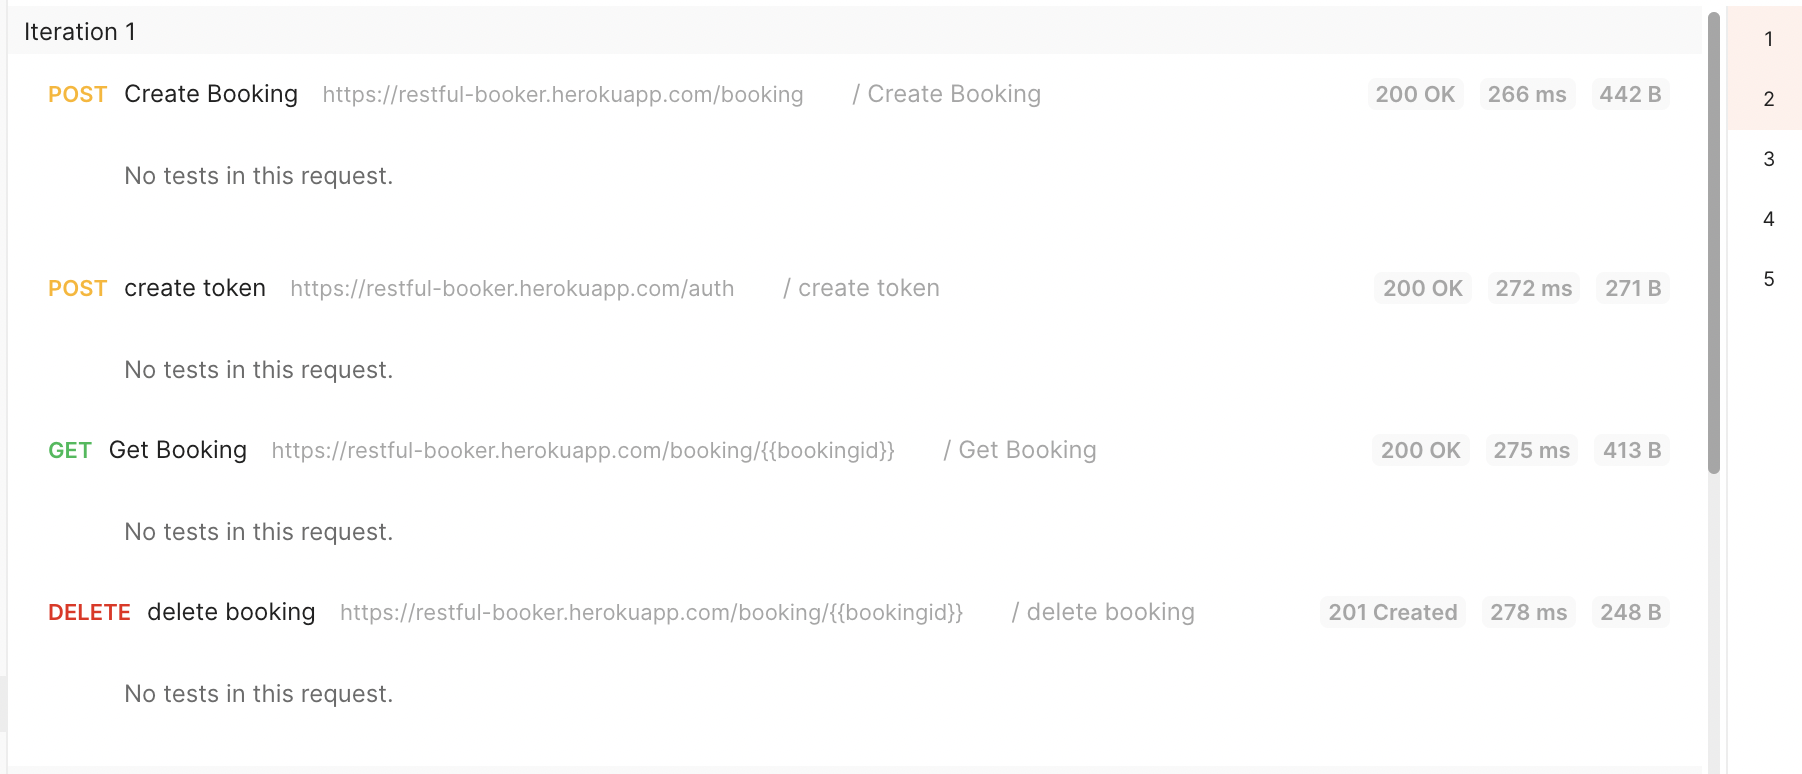 Iteration 1
POST Create Booking https://restful-booker.herokuapp.com/booking / Create Booking 200 OK 266 ms 442 B
No tests in this request.
POST create token https://restful-booker.herokuapp.com/auth / create token 200 OK 272 ms 271 B
No tests in this request.
GET Get Booking https://restful-booker.herokuapp.com/booking/{{bookingid}} / Get Booking 200 OK 275 ms 413 B
No tests in this request.
DELETE delete booking https://restful-booker.herokuapp.com/booking/{{bookingid}} / delete booking 201 Created 278 ms 248 B
No tests in this request.
1
2
3
4
5